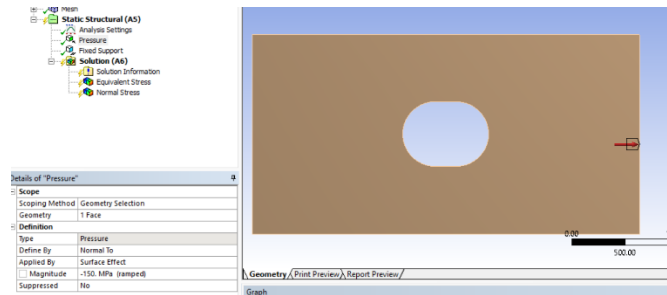 Mesh
Static Structural (A5)
Analysis Settings
Pressure
Fixed Support
Solution (A6)
Solution Information
Equivalent Stress
Normal Stress
Details of "Pressure"
Scope
Scoping Method Geometry Selection
Geometry 1 Face
Definition
Type Pressure
Define By Normal To
Applied By Surface Effect
Magnitude -150. MPa (ramped)
Suppressed No
0.00
500.00
Geometry Print Preview Report Preview
Graph